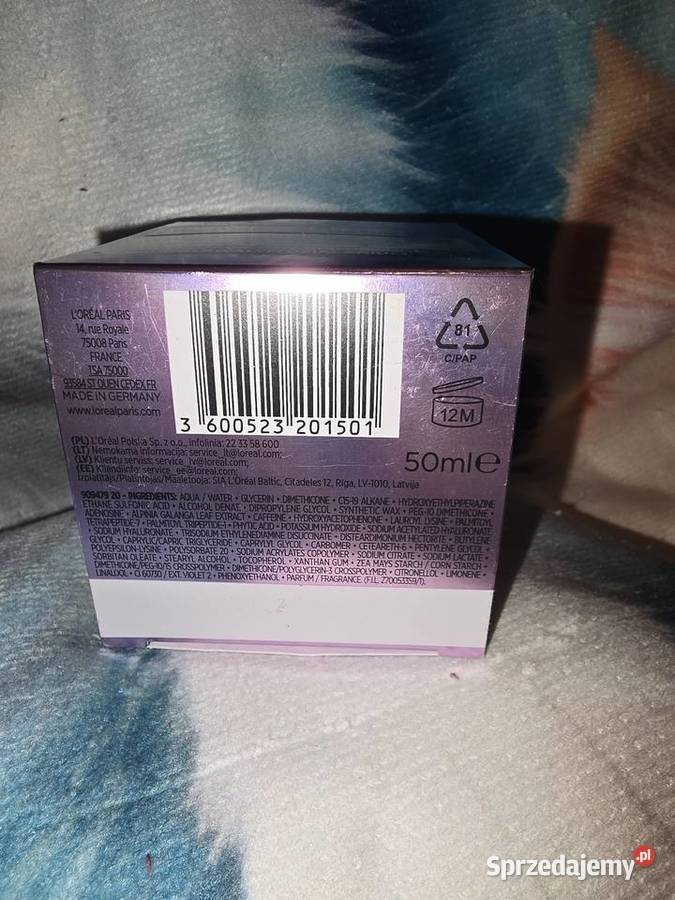 L'ORÉAL PARIS
14, rue Royale
75008 Paris
FRANCE
TSA 75000
93584 ST OUEN CEDEX, FR
MADE IN GERMANY
www.lorealparis.com
3 600523 201501
81
C/PAP
12M
50ml℮
(PL) L'Oréal Polska Sp. z o.o., infolinia: 22 33 58 600
(LT) Nemokama informacija: service_lt@loreal.com;
(LV) Klientu serviss: service_lv@loreal.com;
(EE) Kliendiinfo: service_ee@loreal.com;
Izplatītājs/Platintojas/Maaletooja: SIA L'Oréal Baltic, Citadeles 12, Riga, LV-1010, Latvija
909479 20 - INGREDIENTS: AQUA / WATER • GLYCERIN • DIMETHICONE • C15-19 ALKANE • HYDROXYETHYLPIPERAZINE
ETHANE SULFONIC ACID • ALCOHOL DENAT. • DIPROPYLENE GLYCOL • SYNTHETIC WAX • PEG-10 DIMETHICONE •
ADENOSINE • ALPINIA GALANGA LEAF EXTRACT • CAFFEINE • HYDROXYACETOPHENONE • LAUROYL LYSINE • PALMITOYL
TETRAPEPTIDE-7 • PALMITOYL TRIPEPTIDE-1 • PHYTIC ACID • POTASSIUM HYDROXIDE • SODIUM ACETYLATED HYALURONATE
• SODIUM HYALURONATE • TRISODIUM ETHYLENEDIAMINE DISUCCINATE • DISTEARDIMONIUM HECTORITE • BUTYLENE
GLYCOL • CAPRYLIC/CAPRIC TRIGLYCERIDE • CAPRYLYL GLYCOL • CARBOMER • CETEARETH-6 • PENTYLENE GLYCOL •
POLYEPSILON-LYSINE • POLYSORBATE 20 • SODIUM ACRYLATES COPOLYMER • SODIUM CITRATE • SODIUM LACTATE •
SORBITAN OLEATE • STEARYL ALCOHOL • TOCOPHEROL • XANTHAN GUM • ZEA MAYS STARCH / CORN STARCH •
DIMETHICONE/PEG-10/15 CROSSPOLYMER • DIMETHICONE/POLYGLYCERIN-3 CROSSPOLYMER • CITRONELLOL • LIMONENE •
LINALOOL • CI 60730 / EXT. VIOLET 2 • PHENOXYETHANOL • PARFUM / FRAGRANCE. (F.I.L. Z70053359/1).
Sprzedajemy.pl